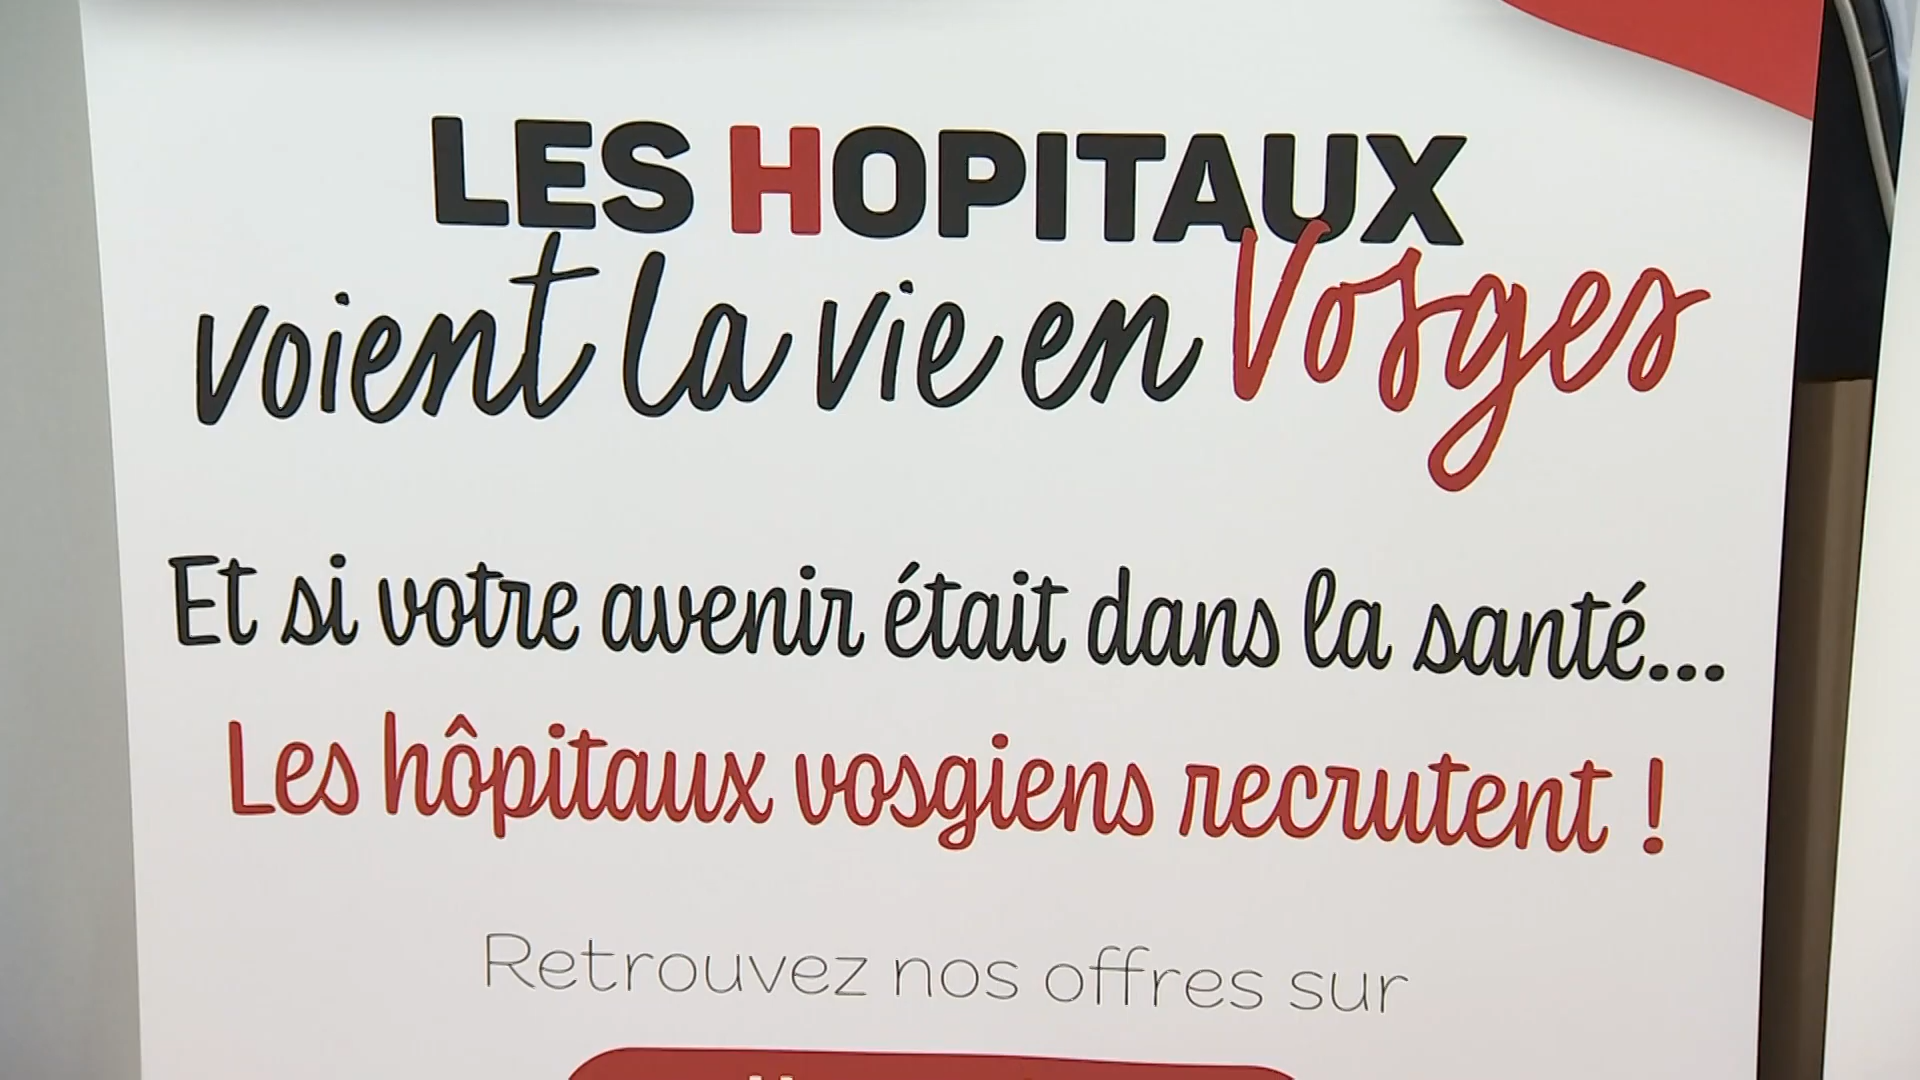 LES HOPITAUX
voient la vie en Vosges
Et si votre avenir était dans la santé...
Les hôpitaux vosgiens recrutent !
Retrouvez nos offres sur